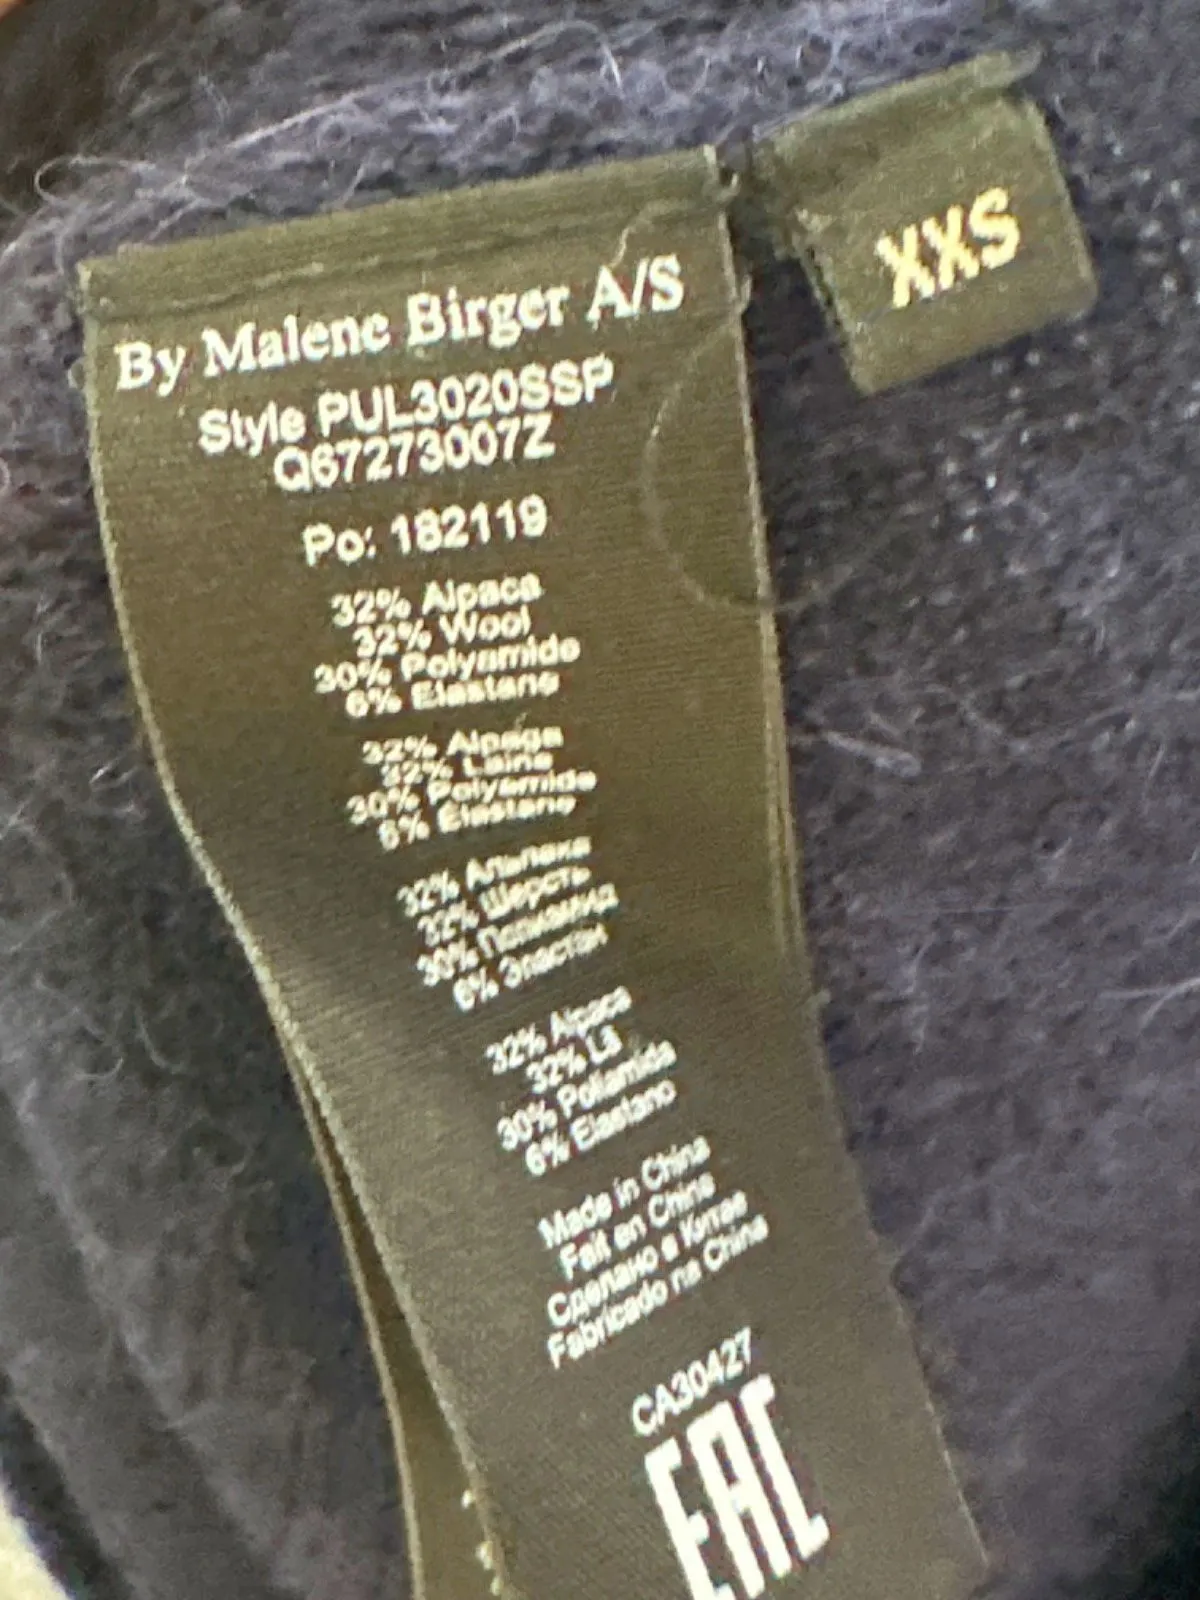 By Malene Birger A/S
XXS
Style PUL3020SSP
Q67273007Z
Po: 182119
32% Alpaca
32% Wool
30% Polyamide
6% Elastane
32% Alpaga
32% Laine
30% Polyamide
6% Elastane
32% Альпака
32% Шерсть
30% Полиамид
6% Эластан
32% Alpaca
32% Lã
30% Poliamida
6% Elastano
Made in China
Fait en Chine
Сделано в Китае
Fabricado na China
CA30427
EAC